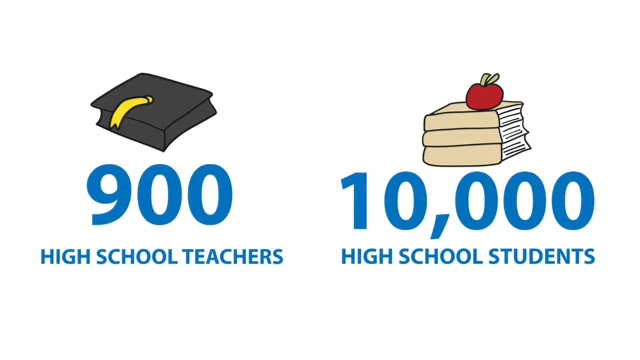 900
HIGH SCHOOL TEACHERS
10,000
HIGH SCHOOL STUDENTS